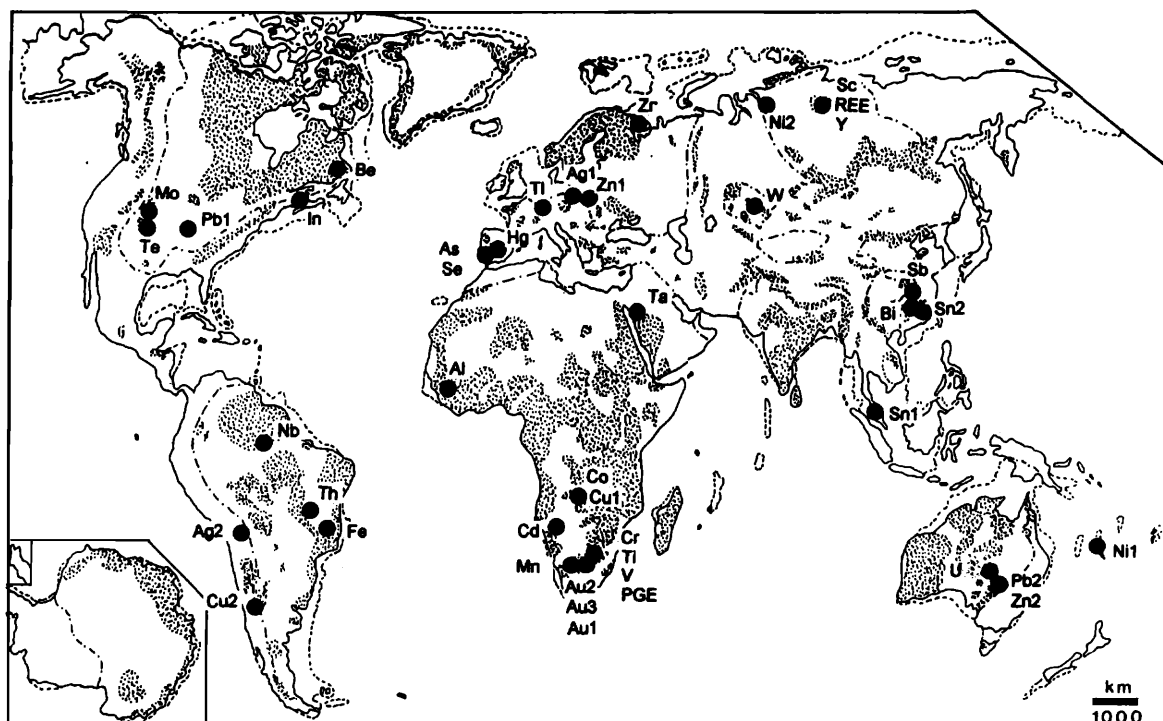 Sc
REE
Y
Ni2
Zr
Be
In
Mo
Te
Pb1
Tl
Ag1
Zn1
W
As
Se
Hg
Sb
Bi
Sn2
Ta
Al
Sn1
Nb
Co
Cu1
Th
Fe
Ag2
Cd
Cr
Ti
V
PGE
Mn
Au2
Au3
Au1
Cu2
U
Pb2
Zn2
Ni1
km
1000